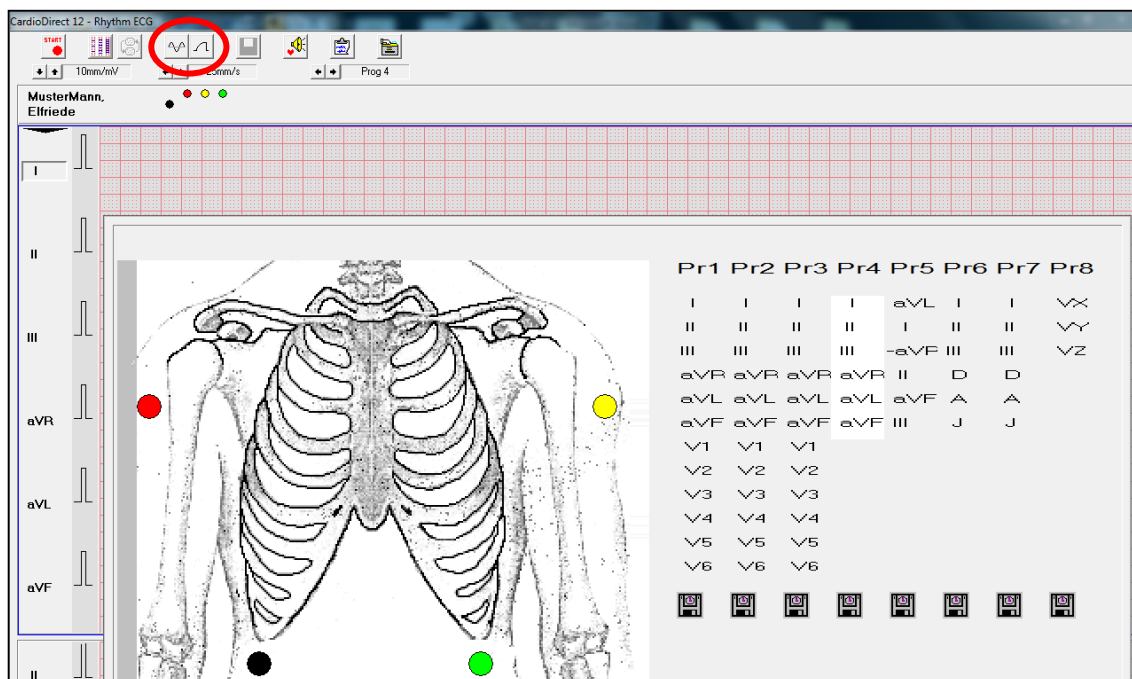 CardioDirect 12 - Rhythm ECG
START
10mm/mV 25mm/s Prog 4
MusterMann,
Elfriede
I
II
III
aVR
aVL
aVF
II
Pr1 Pr2 Pr3 Pr4 Pr5 Pr6 Pr7 Pr8
I I I I aVL I I VX
II II II II I II II VY
III III III III -aVR III III VZ
aVR aVR aVR aVR II D D
aVL aVL aVL aVL aVF A A
aVF aVF aVF aVF III J J
V1 V1 V1
V2 V2 V2
V3 V3 V3
V4 V4 V4
V5 V5 V5
V6 V6 V6